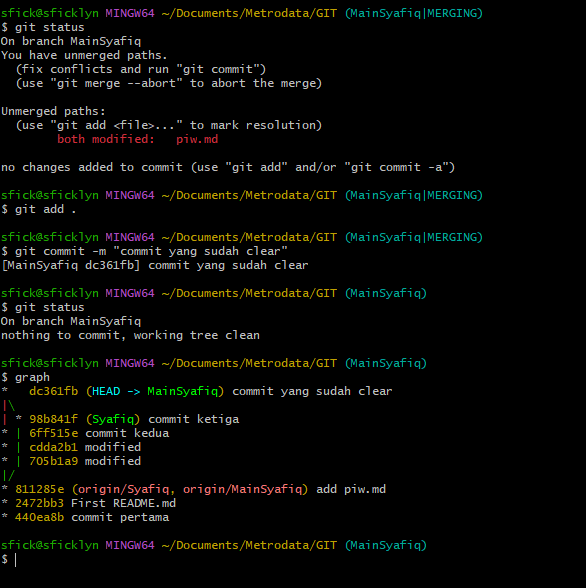 sfick@sficklyn MINGW64 ~/Documents/Metrodata/GIT (MainSyafiq|MERGING)
$ git status
On branch MainSyafiq
You have unmerged paths.
  (fix conflicts and run "git commit")
  (use "git merge --abort" to abort the merge)

Unmerged paths:
  (use "git add <file>..." to mark resolution)
        both modified:   piw.md

no changes added to commit (use "git add" and/or "git commit -a")

sfick@sficklyn MINGW64 ~/Documents/Metrodata/GIT (MainSyafiq|MERGING)
$ git add .

sfick@sficklyn MINGW64 ~/Documents/Metrodata/GIT (MainSyafiq|MERGING)
$ git commit -m "commit yang sudah clear"
[MainSyafiq dc361fb] commit yang sudah clear

sfick@sficklyn MINGW64 ~/Documents/Metrodata/GIT (MainSyafiq)
$ git status
On branch MainSyafiq
nothing to commit, working tree clean

sfick@sficklyn MINGW64 ~/Documents/Metrodata/GIT (MainSyafiq)
$ graph
*   dc361fb (HEAD -> MainSyafiq) commit yang sudah clear
|\
| * 98b841f (Syafiq) commit ketiga
* | 6ff515e commit kedua
* | cdda2b1 modified
* | 705b1a9 modified
|/
* 811285e (origin/Syafiq, origin/MainSyafiq) add piw.md
* 2472bb3 First README.md
* 440ea8b commit pertama

sfick@sficklyn MINGW64 ~/Documents/Metrodata/GIT (MainSyafiq)
$